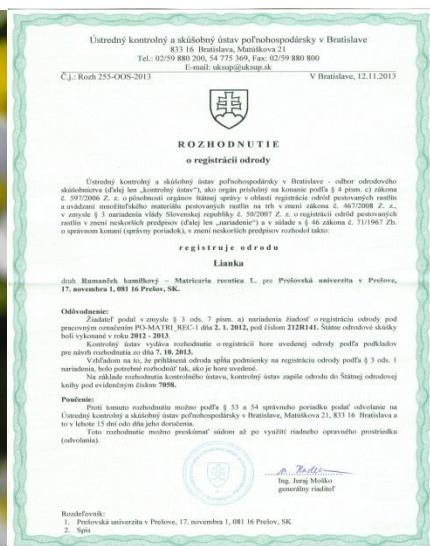 Ústredný kontrolný a skúšobný ústav poľnohospodársky v Bratislave
833 16 Bratislava, Matúškova 21
Tel.: 02/59 880 200, 54 775 369, Fax: 02/59 880 800
E-mail: uksup@uksup.sk
Č.j.: Rozh 255-OOS-2013 V Bratislave, 12.11.2013
ROZHODNUTIE
o registrácii odrody
Ústredný kontrolný a skúšobný ústav poľnohospodársky v Bratislave - odbor odrodového
skúšobníctva (ďalej len „kontrolný ústav“), ako orgán príslušný na konanie podľa § 4 písm. c) zákona
č. 597/2006 Z. z. o pôsobnosti orgánov štátnej správy v oblasti registrácie odrôd pestovaných rastlín
a uvádzaní množiteľského materiálu pestovaných rastlín na trh v znení zákona č. 467/2008 Z. z.,
v zmysle § 3 nariadenia vlády Slovenskej republiky č. 50/2007 Z. z. o registrácii odrôd pestovaných
rastlín v znení neskorších predpisov (ďalej len „nariadenie“) a v súlade s § 46 zákona č. 71/1967 Zb.
o správnom konaní (správny poriadok), v znení neskorších predpisov rozhodol takto:
registruje odrodu
Lianka
druh Rumanček kamilkový – Matricaria recutica L. pre Prešovská univerzita v Prešove,
17. novembra 1, 081 16 Prešov, SK.
Odôvodnenie:
Žiadateľ podal v zmysle § 3 ods. 7 písm. a) nariadenia žiadosť o registráciu odrody pod
pracovným označením PO-MATRI_REC-1 dňa 2. 1. 2012, pod číslom 212R141. Štátne odrodové skúšky
boli vykonané v roku 2012 - 2013.
Kontrolný ústav vydáva rozhodnutie o registrácii hore uvedenej odrody podľa podkladov
pre návrh rozhodnutia zo dňa 7. 10. 2013.
Vzhľadom na to, že prihlásená odroda spĺňa podmienky na registráciu odrody podľa § 3 ods. 1
nariadenia, bolo potrebné rozhodnúť tak, ako je hore uvedené.
Na základe rozhodnutia kontrolného ústavu, kontrolný ústav zapíše odrodu do Štátnej odrodovej
knihy pod evidenčným číslom 7058.
Poučenie:
Proti tomuto rozhodnutiu možno podľa § 53 a 54 správneho poriadku podať odvolanie na
Ústredný kontrolný a skúšobný ústav poľnohospodársky v Bratislave, Matúškova 21, 833 16 Bratislava a
to v lehote 15 dní odo dňa jeho doručenia.
Toto rozhodnutie možno preskúmať súdom až po využití riadneho opravného prostriedku
(odvolania).
Ing. Juraj Moško
generálny riaditeľ
Rozdeľovník:
1. Prešovská univerzita v Prešove, 17. novembra 1, 081 16 Prešov, SK
2. Spis